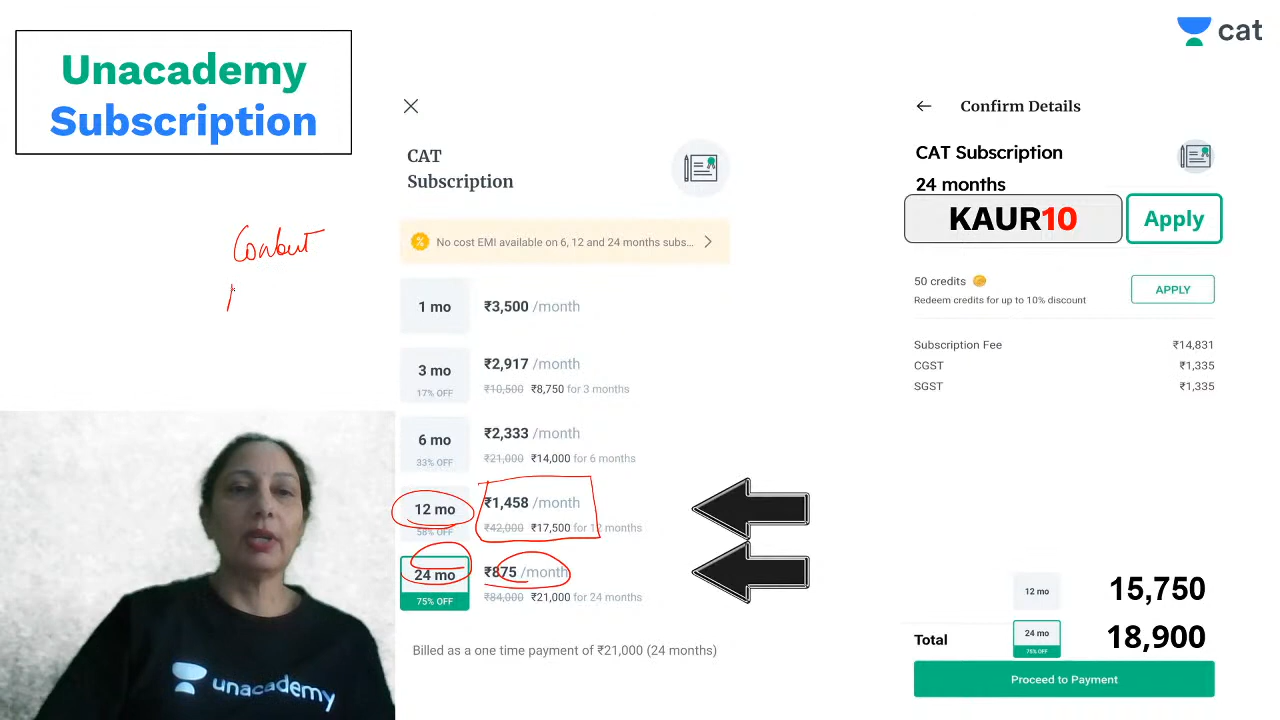 Unacademy
Subscription
cat
CAT
Subscription
No cost EMI available on 6, 12 and 24 months subs...
1 mo
₹3,500 /month
3 mo
17% OFF
₹2,917 /month
₹10,500 ₹8,750 for 3 months
6 mo
33% OFF
₹2,333 /month
₹21,000 ₹14,000 for 6 months
12 mo
58% OFF
₹1,458 /month
₹42,000 ₹17,500 for 12 months
24 mo
75% OFF
₹875 /month
₹84,000 ₹21,000 for 24 months
Billed as a one time payment of ₹21,000 (24 months)
Confirm Details
CAT Subscription
24 months
KAUR10
Apply
50 credits
Redeem credits for up to 10% discount
APPLY
Subscription Fee ₹14,831
CGST ₹1,335
SGST ₹1,335
12 mo 15,750
Total 24 mo 18,900
75% OFF
Proceed to Payment
unacademy